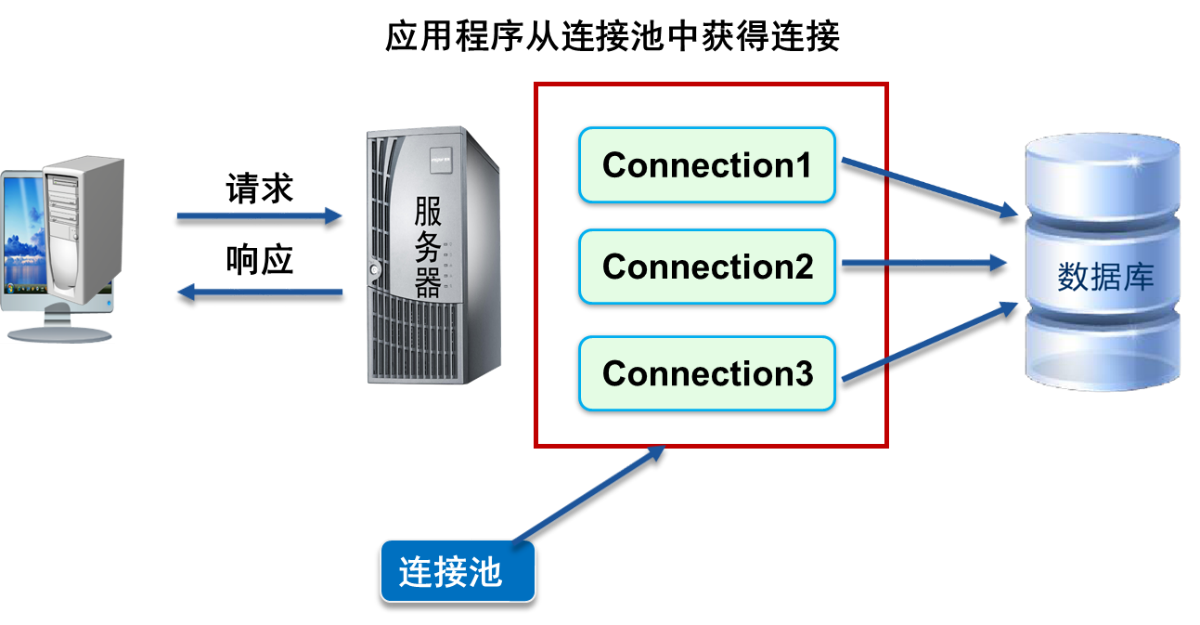 应用程序从连接池中获得连接
请求
响应
服务器
Connection1
Connection2
Connection3
数据库
连接池